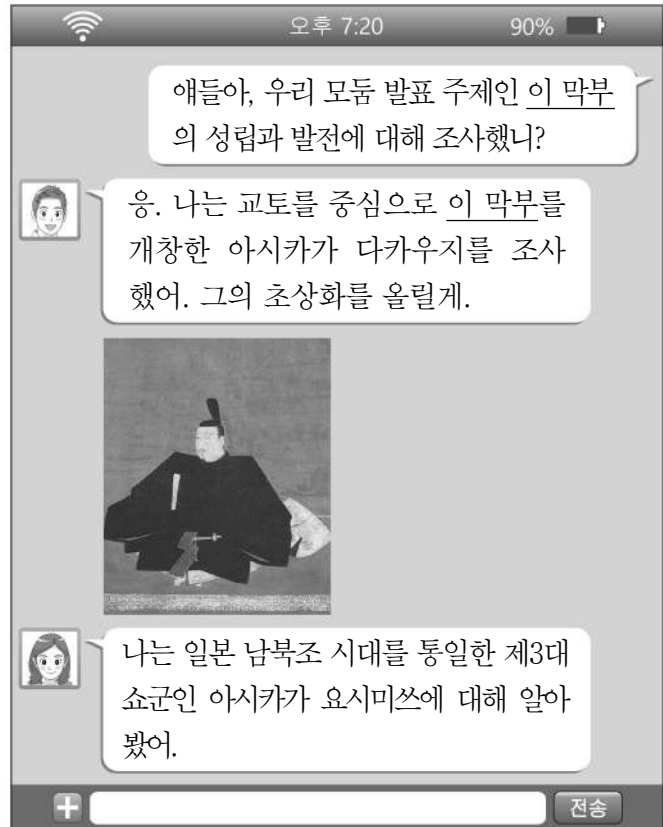 오후 7:20 90%
얘들아, 우리 모둠 발표 주제인 이 막부
의 성립과 발전에 대해 조사했니?
응. 나는 교토를 중심으로 이 막부를
개창한 아시카가 다카우지를 조사
했어. 그의 초상화를 올릴게.
나는 일본 남북조 시대를 통일한 제3대
쇼군인 아시카가 요시미쓰에 대해 알아
봤어.
전송